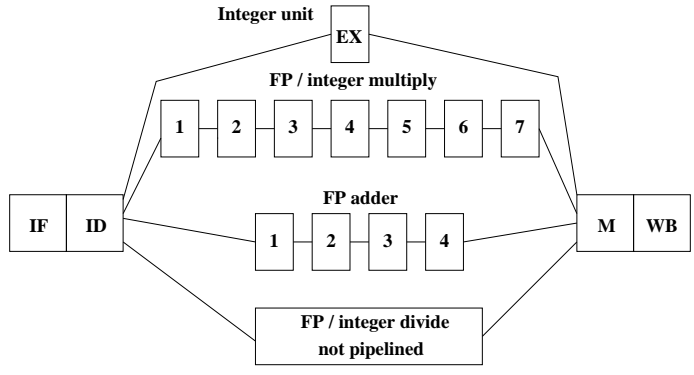 Integer unit
EX
FP / integer multiply
1 2 3 4 5 6 7
FP adder
IF ID 1 2 3 4 M WB
FP / integer divide
not pipelined